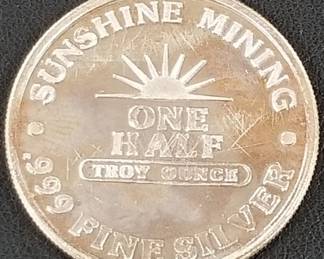 SUNSHINE MINING
ONE
HALF
TROY OUNCE
.999 FINE SILVER